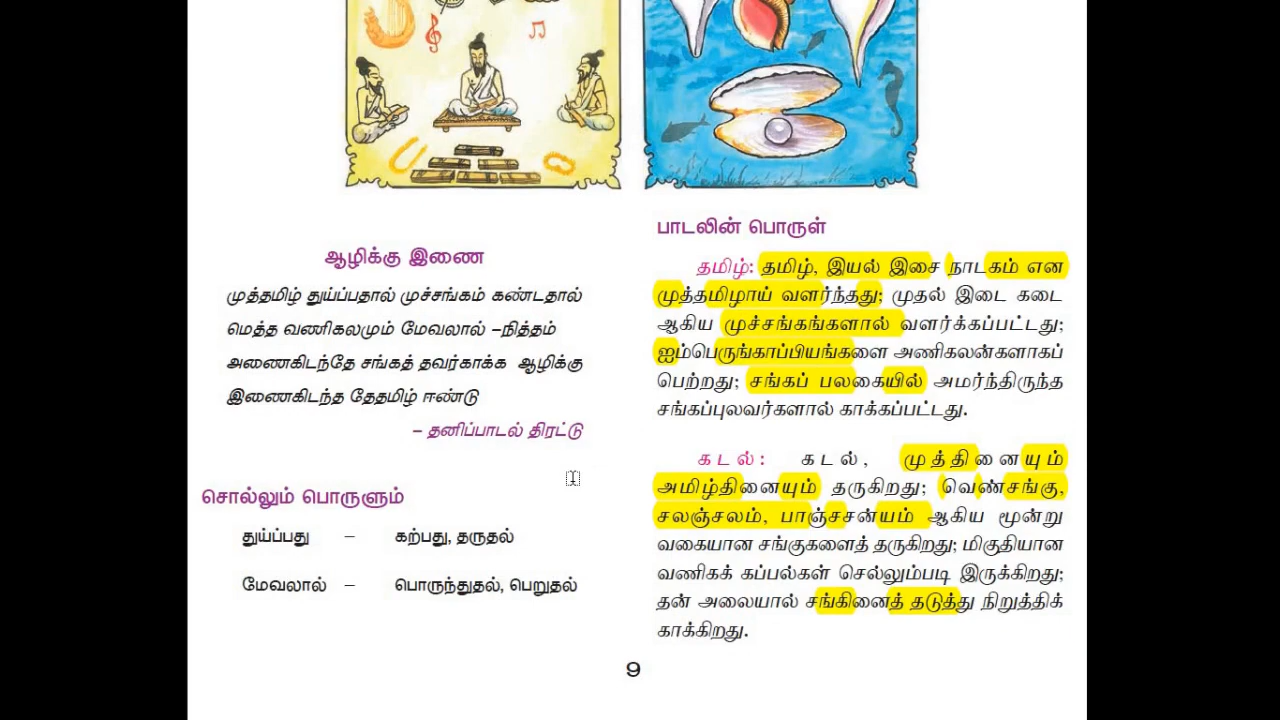 ஆழிக்கு இணை
முத்தமிழ் துய்ப்பதால் முச்சங்கம் கண்டதால்
மெத்த வணிகலமும் மேவலால் –நித்தம்
அணைகிடந்தே சங்கத் தவர்காக்க ஆழிக்கு
இணைகிடந்த தேதமிழ் ஈண்டு
– தனிப்பாடல் திரட்டு
சொல்லும் பொருளும்
துய்ப்பது – கற்பது, தருதல்
மேவலால் – பொருந்துதல், பெறுதல்
பாடலின் பொருள்
தமிழ்: தமிழ், இயல் இசை நாடகம் என
முத்தமிழாய் வளர்ந்தது; முதல் இடை கடை
ஆகிய முச்சங்கங்களால் வளர்க்கப்பட்டது;
ஐம்பெருங்காப்பியங்களை அணிகலன்களாகப்
பெற்றது; சங்கப் பலகையில் அமர்ந்திருந்த
சங்கப்புலவர்களால் காக்கப்பட்டது.
கடல்: கடல், முத்தினையும்
அமிழ்தினையும் தருகிறது; வெண்சங்கு,
சலஞ்சலம், பாஞ்சசன்யம் ஆகிய மூன்று
வகையான சங்குகளைத் தருகிறது; மிகுதியான
வணிகக் கப்பல்கள் செல்லும்படி இருக்கிறது;
தன் அலையால் சங்கினைத் தடுத்து நிறுத்திக்
காக்கிறது.
9